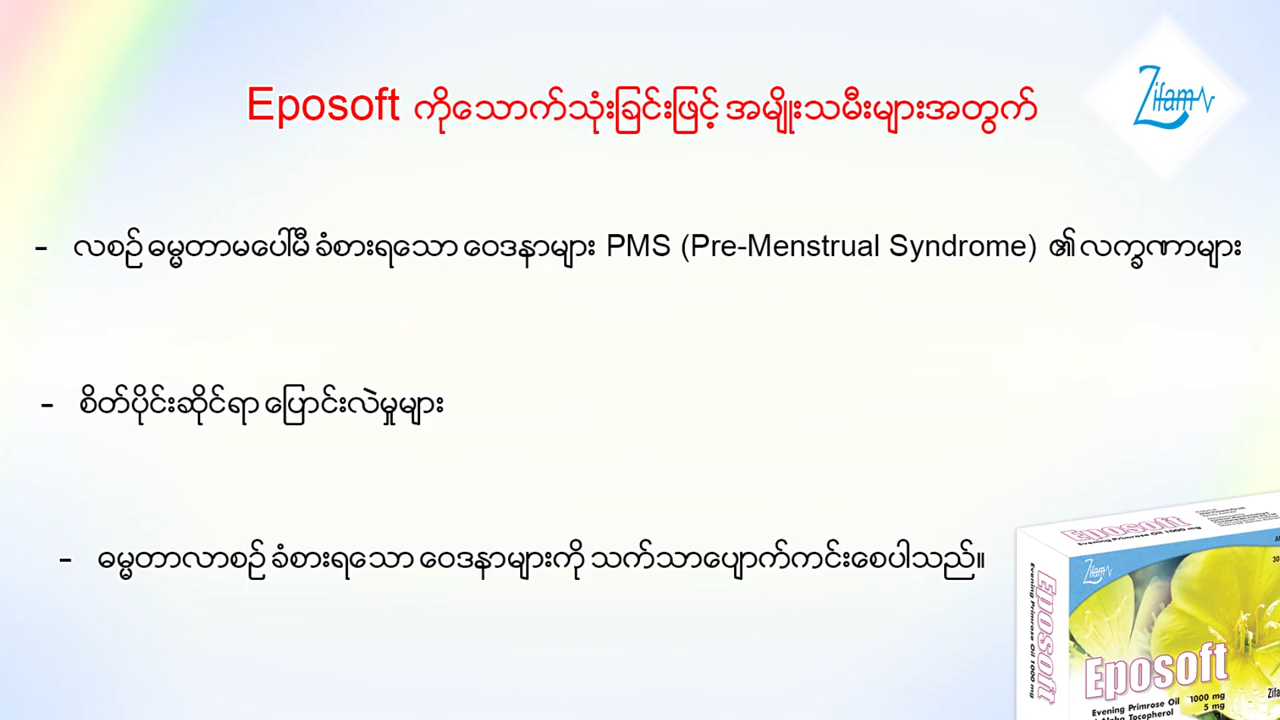 Zifam
Eposoft ကိုသောက်သုံးခြင်းဖြင့် အမျိုးသမီးများအတွက်
- လစဉ် ဓမ္မတာမပေါ်မီ ခံစားရသော ဝေဒနာများ PMS (Pre-Menstrual Syndrome) ၏ လက္ခဏာများ
- စိတ်ပိုင်းဆိုင်ရာ ပြောင်းလဲမှုများ
- ဓမ္မတာလာစဉ် ခံစားရသော ဝေဒနာများကို သက်သာပျောက်ကင်းစေပါသည်။
Eposoft
Evening Primrose Oil 1000 mg
Zifam
30
Eposoft
Evening Primrose Oil 1000 mg
Eposoft
Evening Primrose Oil 1000 mg
Alpha Tocopherol 5 mg